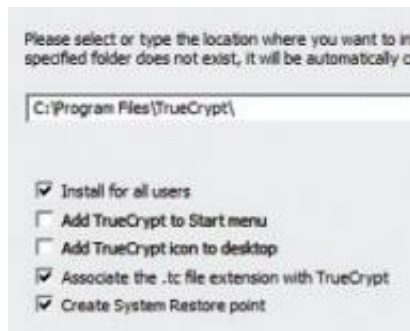 Please select or type the location where you want to in
specified folder does not exist, it will be automatically c
C:\Program Files\TrueCrypt\
Install for all users
Add TrueCrypt to Start menu
Add TrueCrypt icon to desktop
Associate the .tc file extension with TrueCrypt
Create System Restore point